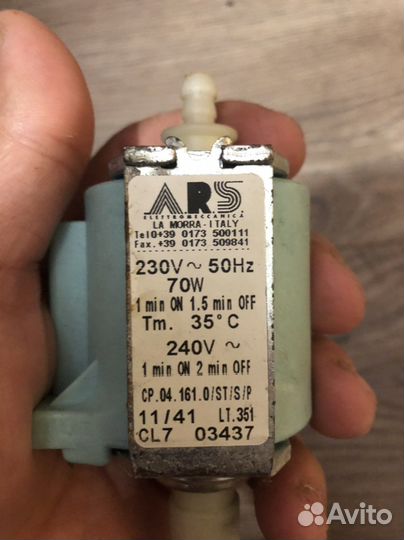 ARS
ELETTROMECCANICA
LA MORRA-ITALY
Tel0+39 0173 500111
Fax.+39 0173 509841
230V ~ 50Hz
70W
1 min ON 1.5 min OFF
Tm. 35°C
240V ~
1 min ON 2 min OFF
CP.04.161.0/ST/S/P
11/41 LT.351
CL7 03437
Avito